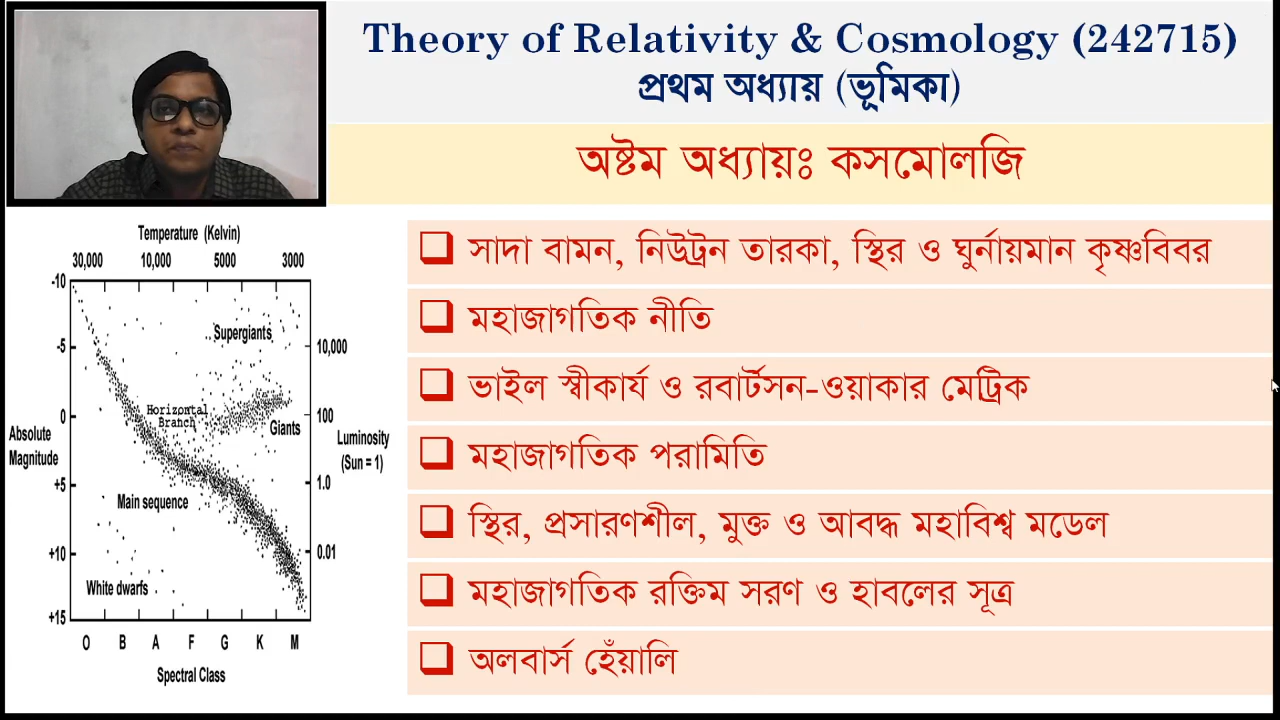 Theory of Relativity & Cosmology (242715)
প্রথম অধ্যায় (ভূমিকা)
অষ্টম অধ্যায়ঃ কসমোলজি
Temperature (Kelvin)
30,000 10,000 5000 3000
-10
-5
0
+5
+10
+15
Absolute
Magnitude
Supergiants
Horizontal
Branch
Giants
Main sequence
White dwarfs
10,000
100
1.0
0.01
Luminosity
(Sun = 1)
O B A F G K M
Spectral Class
সাদা বামন, নিউট্রন তারকা, স্থির ও ঘুর্নায়মান কৃষ্ণবিবর
মহাজাগতিক নীতি
ভাইল স্বীকার্য ও রবার্টসন-ওয়াকার মেট্রিক
মহাজাগতিক পরামিতি
স্থির, প্রসারণশীল, মুক্ত ও আবদ্ধ মহাবিশ্ব মডেল
মহাজাগতিক রক্তিম সরণ ও হাবলের সূত্র
অলবার্স হেঁয়ালি